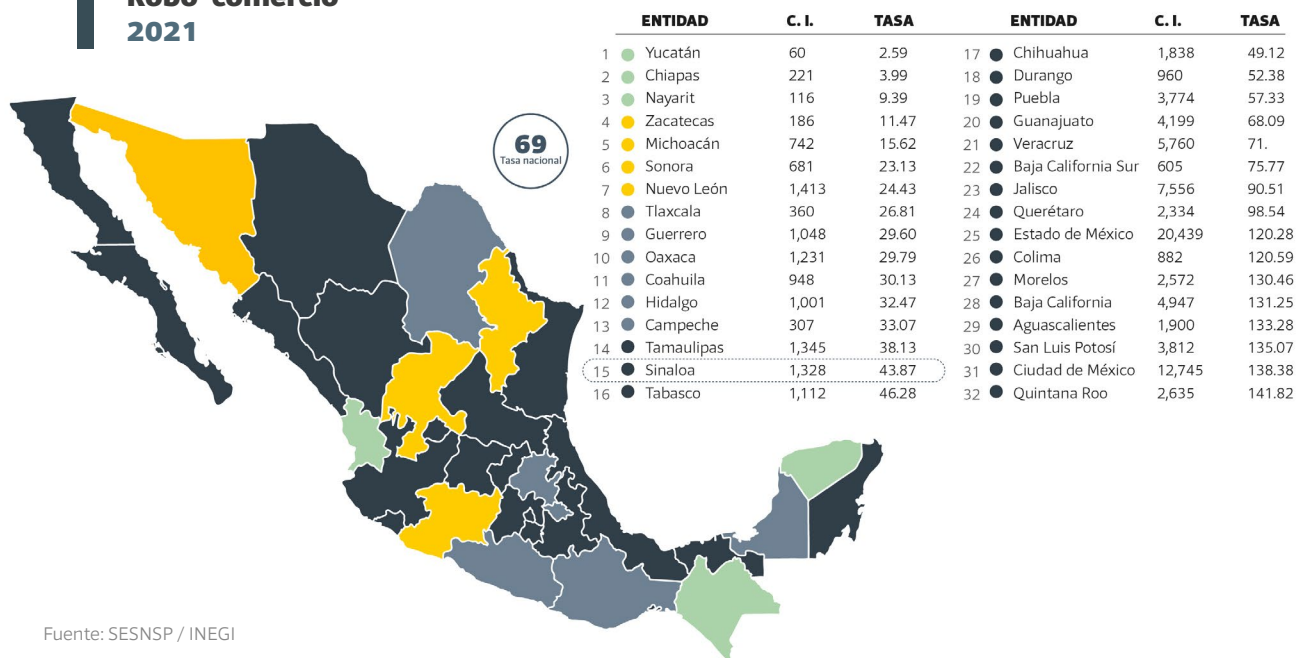 Robo comercio
2021
ENTIDAD C. I. TASA
1 Yucatán 60 2.59
2 Chiapas 221 3.99
3 Nayarit 116 9.39
4 Zacatecas 186 11.47
5 Michoacán 742 15.62
6 Sonora 681 23.13
7 Nuevo León 1,413 24.43
8 Tlaxcala 360 26.81
9 Guerrero 1,048 29.60
10 Oaxaca 1,231 29.79
11 Coahuila 948 30.13
12 Hidalgo 1,001 32.47
13 Campeche 307 33.07
14 Tamaulipas 1,345 38.13
15 Sinaloa 1,328 43.87
16 Tabasco 1,112 46.28
ENTIDAD C. I. TASA
17 Chihuahua 1,838 49.12
18 Durango 960 52.38
19 Puebla 3,774 57.33
20 Guanajuato 4,199 68.09
21 Veracruz 5,760 71.
22 Baja California Sur 605 75.77
23 Jalisco 7,556 90.51
24 Querétaro 2,334 98.54
25 Estado de México 20,439 120.28
26 Colima 882 120.59
27 Morelos 2,572 130.46
28 Baja California 4,947 131.25
29 Aguascalientes 1,900 133.28
30 San Luis Potosí 3,812 135.07
31 Ciudad de México 12,745 138.38
32 Quintana Roo 2,635 141.82
69
Tasa nacional
Fuente: SESNSP / INEGI